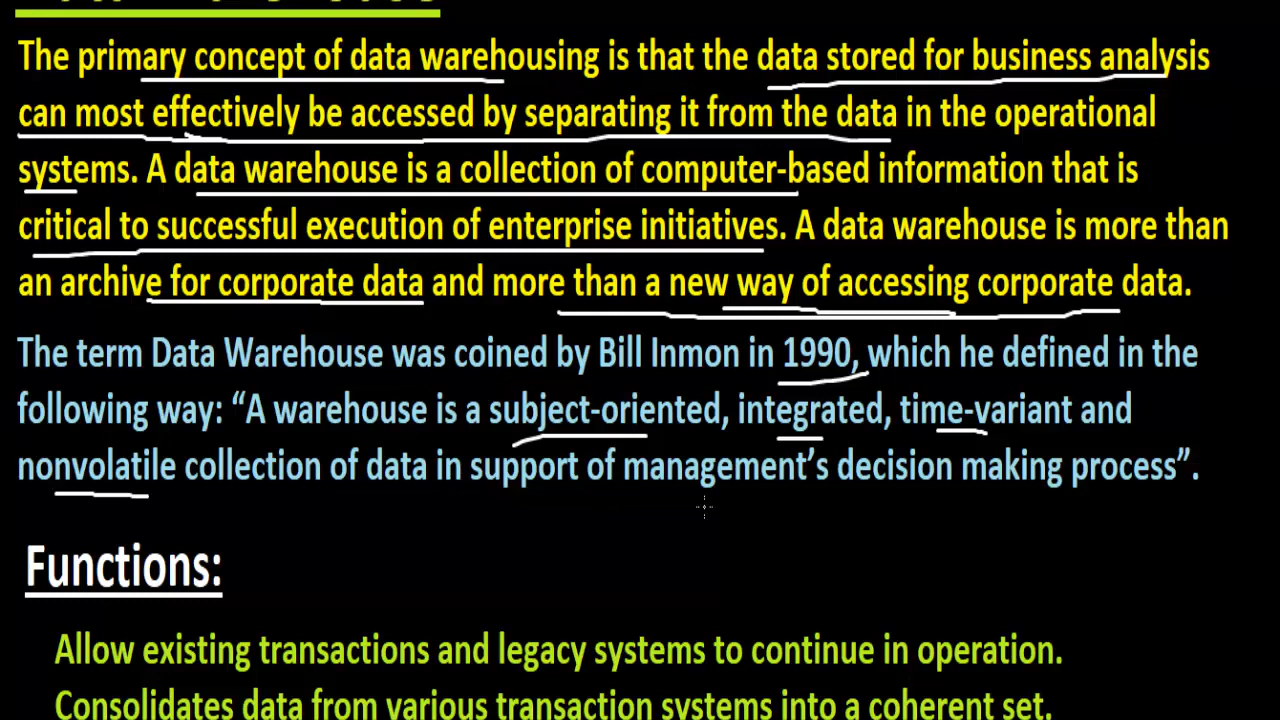 The primary concept of data warehousing is that the data stored for business analysis
can most effectively be accessed by separating it from the data in the operational
systems. A data warehouse is a collection of computer-based information that is
critical to successful execution of enterprise initiatives. A data warehouse is more than
an archive for corporate data and more than a new way of accessing corporate data.
The term Data Warehouse was coined by Bill Inmon in 1990, which he defined in the
following way: “A warehouse is a subject-oriented, integrated, time-variant and
nonvolatile collection of data in support of management’s decision making process”.
Functions:
Allow existing transactions and legacy systems to continue in operation.
Consolidates data from various transaction systems into a coherent set.